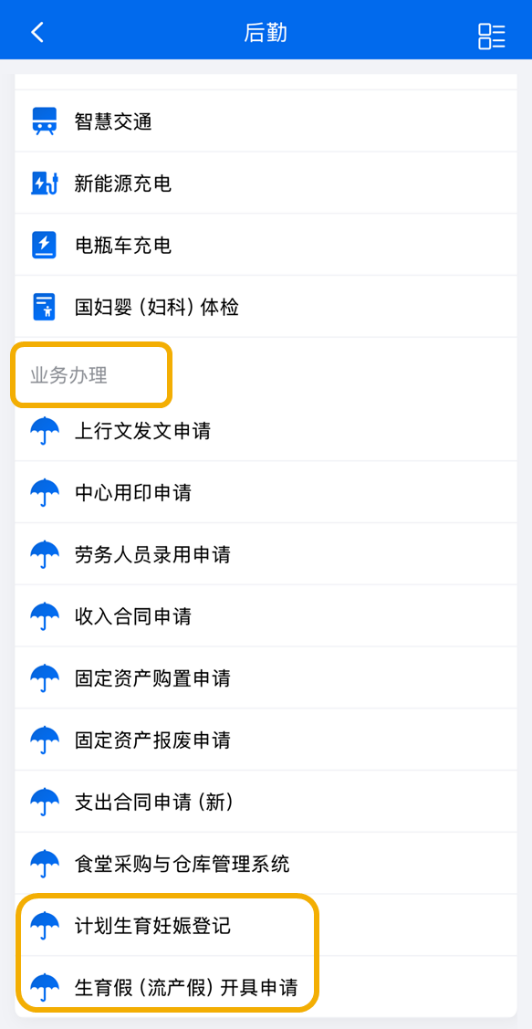 后勤
智慧交通
新能源充电
电瓶车充电
国妇婴（妇科）体检
业务办理
上行文发文申请
中心用印申请
劳务人员录用申请
收入合同申请
固定资产购置申请
固定资产报废申请
支出合同申请（新）
食堂采购与仓库管理系统
计划生育妊娠登记
生育假（流产假）开具申请